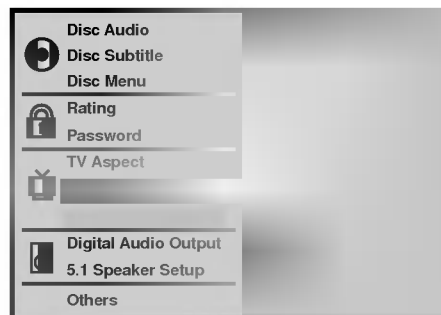 Disc Audio
Disc Subtitle
Disc Menu
Rating
Password
TV Aspect
Digital Audio Output
5.1 Speaker Setup
Others